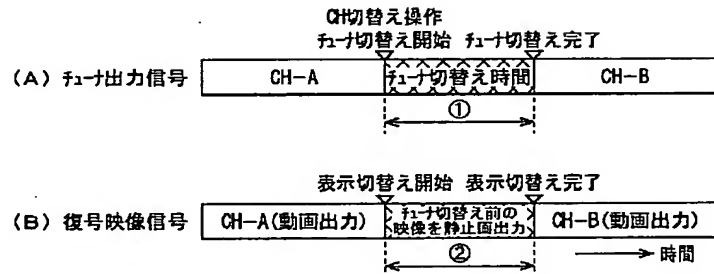 CH切替え操作
チューナ切替え開始 チューナ切替え完了
(A) チューナ出力信号 CH-A チューナ切替え時間 CH-B
①
表示切替え開始 表示切替え完了
(B) 復号映像信号 CH-A(動画出力) チューナ切替え前の映像を静止画出力 CH-B(動画出力)
②
時間